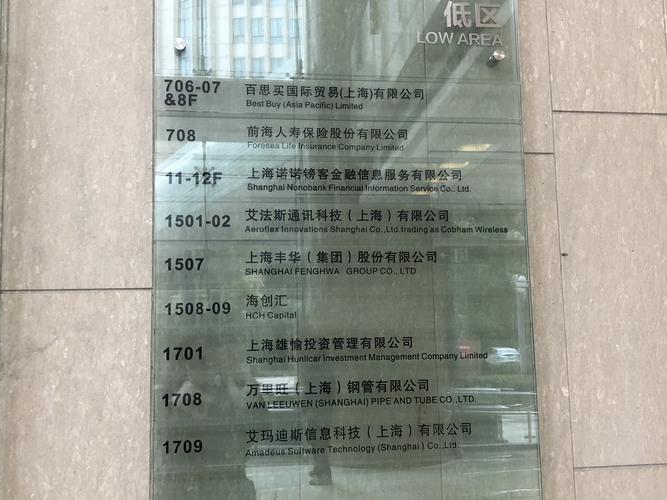 低区
LOW AREA
706-07
&8F
百思买国际贸易(上海)有限公司
Best Buy (Asia Pacific) Limited
708
前海人寿保险股份有限公司
Foresea Life Insurance Company Limited
11-12F
上海诺诺镑客金融信息服务有限公司
Shanghai Nonobank Financial Information Service Co., Ltd.
1501-02
艾法斯通讯科技（上海）有限公司
Aeroflex Innovations Shanghai Co.,Ltd.trading as Cobham Wireless
1507
上海丰华（集团）股份有限公司
SHANGHAI FENGHWA GROUP CO., LTD
1508-09
海创汇
HCH Capital
1701
上海雄愉投资管理有限公司
Shanghai Hunlicar Investment Management Company Limited
1708
万里旺（上海）钢管有限公司
VAN LEEUWEN (SHANGHAI) PIPE AND TUBE CO.,LTD.
1709
艾玛迪斯信息科技（上海）有限公司
Amadeus Software Technology (Shanghai) Co.,Ltd.